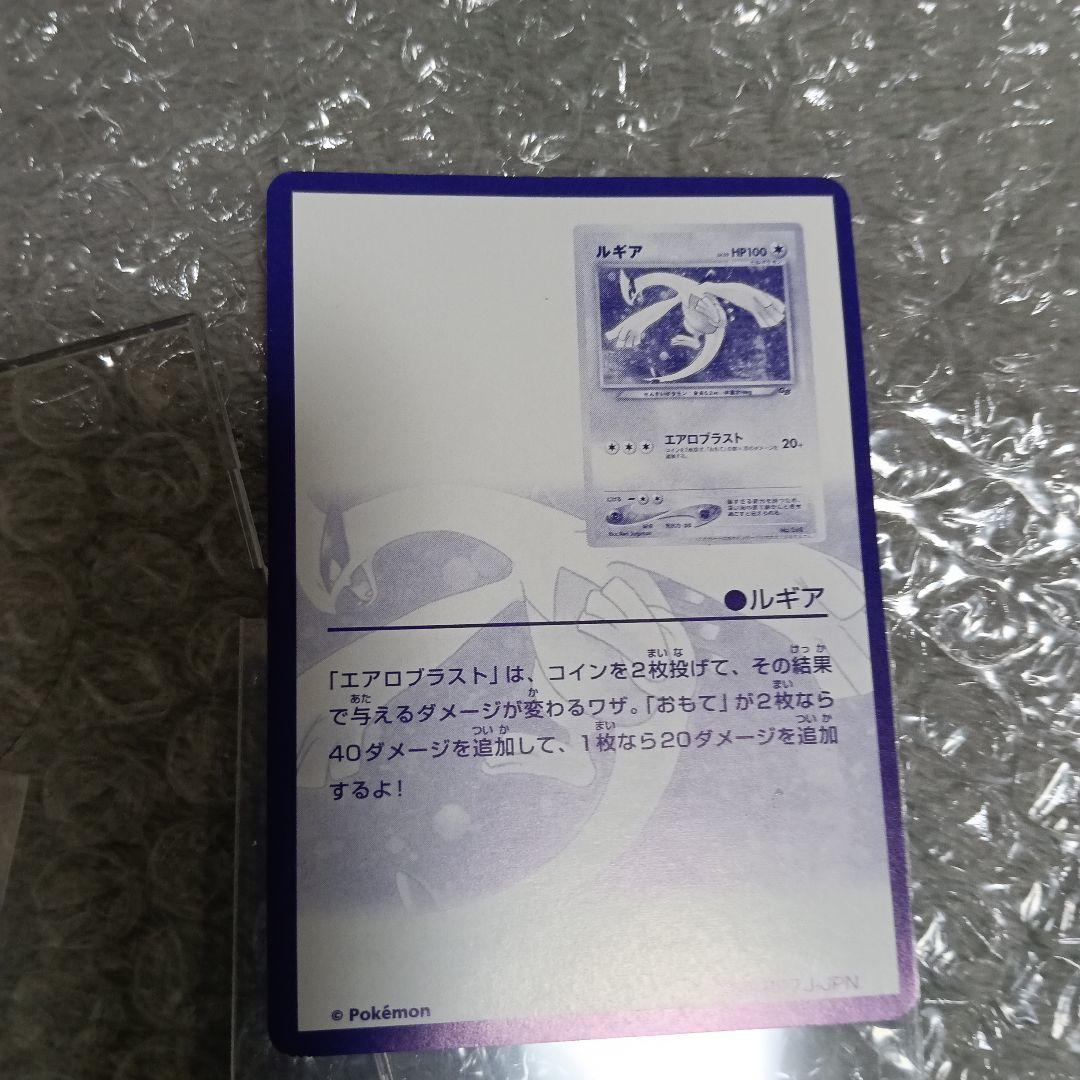 ルギア
HP100
エアロブラスト
20+
にげる
●ルギア
「エアロブラスト」は、コインを2枚投げて、その結果
で与えるダメージが変わるワザ。「おもて」が2枚なら
40ダメージを追加して、1枚なら20ダメージを追加
するよ!
© Pokémon
J-JPN